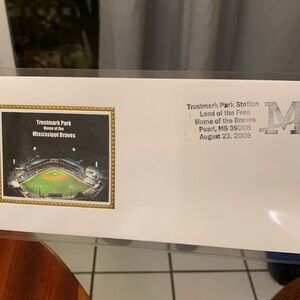 Trustmark Park
Home of the
Mississippi Braves
Trustmark Park Station
Land of the Free
Home of the Braves
Pearl, MS 39208
August 23, 2008
M